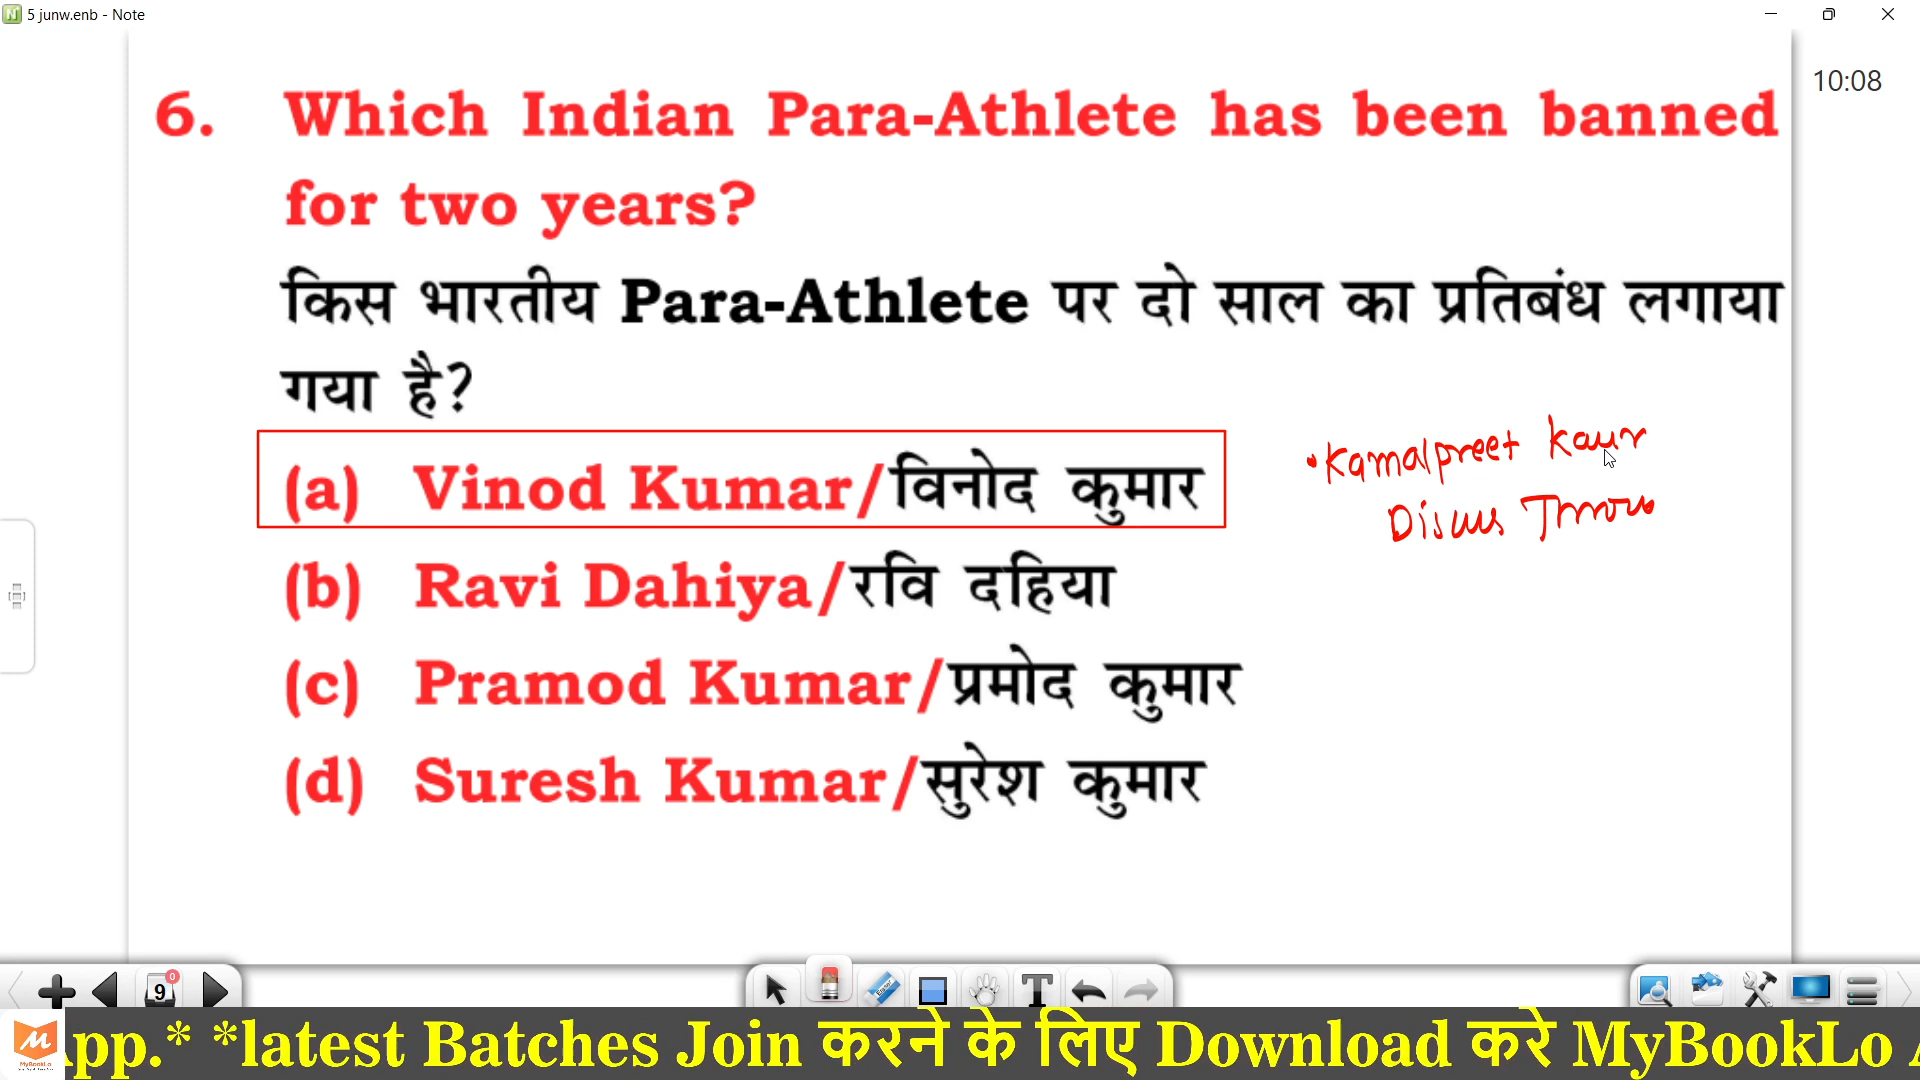 5 junw.enb - Note
10:08
6. Which Indian Para-Athlete has been banned
for two years?
किस भारतीय Para-Athlete पर दो साल का प्रतिबंध लगाया
गया है?
(a) Vinod Kumar/विनोद कुमार
• Kamalpreet Kaur
Discus Throw
(b) Ravi Dahiya/रवि दहिया
(c) Pramod Kumar/प्रमोद कुमार
(d) Suresh Kumar/सुरेश कुमार
0
9
T
pp.* *latest Batches Join करने के लिए Download करे MyBookLo
MyBookLo